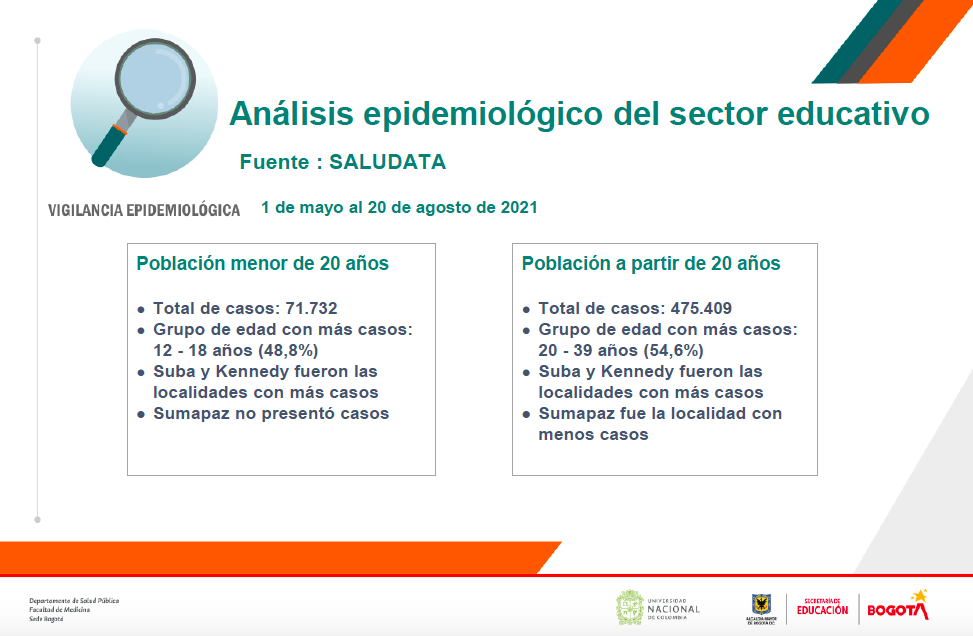 Análisis epidemiológico del sector educativo
Fuente : SALUDATA
VIGILANCIA EPIDEMIOLÓGICA
1 de mayo al 20 de agosto de 2021
Población menor de 20 años
● Total de casos: 71.732
● Grupo de edad con más casos:
12 - 18 años (48,8%)
● Suba y Kennedy fueron las
localidades con más casos
● Sumapaz no presentó casos
Población a partir de 20 años
● Total de casos: 475.409
● Grupo de edad con más casos:
20 - 39 años (54,6%)
● Suba y Kennedy fueron las
localidades con más casos
● Sumapaz fue la localidad con
menos casos
Departamento de Salud Pública
Facultad de Medicina
Sede Bogotá
UNIVERSIDAD
NACIONAL
DE COLOMBIA
ALCALDÍA MAYOR
DE BOGOTÁ D.C.
SECRETARÍA DE
EDUCACIÓN
BOGOTÁ